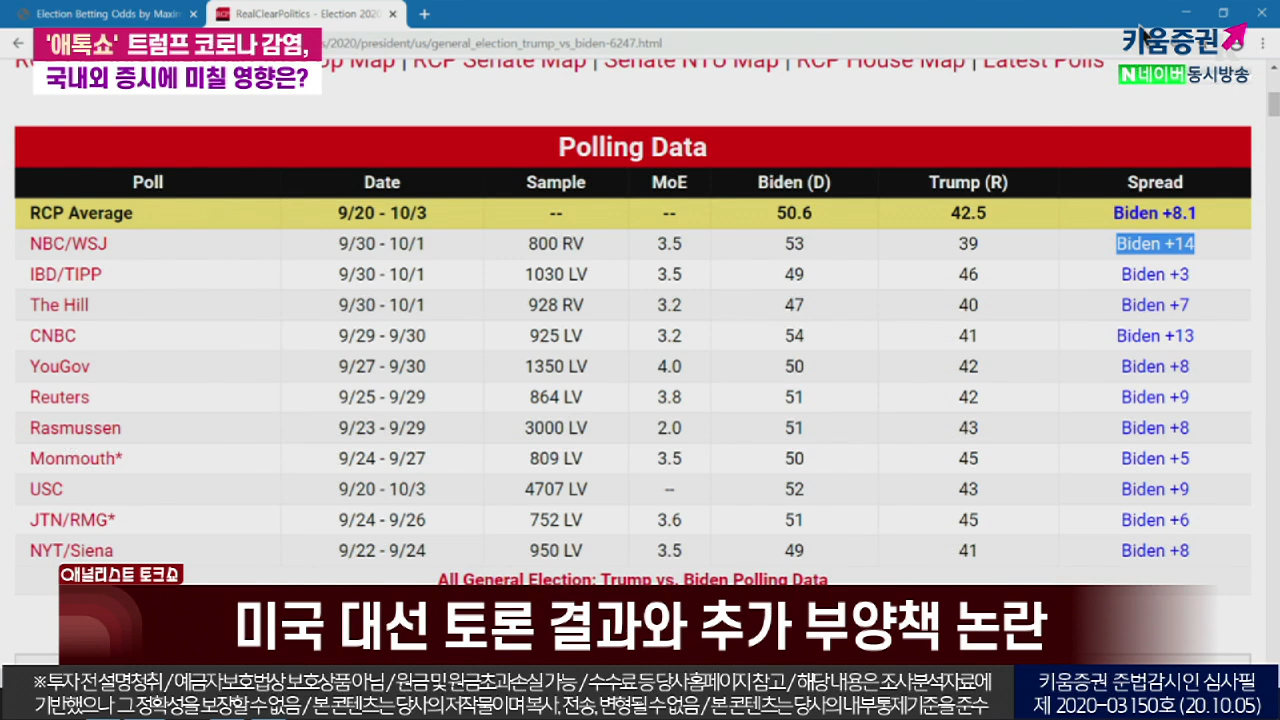 Election Betting Odds by Maxim
RealClearPolitics - Election 2020
s/2020/president/us/general_election_trump_vs_biden-6247.html
'애톡쇼' 트럼프 코로나 감염,
국내외 증시에 미칠 영향은?
키움증권
N네이버 동시방송
op Map | RCP Senate Map | Senate NTU Map | RCP House Map | Latest Polls
Polling Data
Poll Date Sample MoE Biden (D) Trump (R) Spread
RCP Average 9/20 - 10/3 -- -- 50.6 42.5 Biden +8.1
NBC/WSJ 9/30 - 10/1 800 RV 3.5 53 39 Biden +14
IBD/TIPP 9/30 - 10/1 1030 LV 3.5 49 46 Biden +3
The Hill 9/30 - 10/1 928 RV 3.2 47 40 Biden +7
CNBC 9/29 - 9/30 925 LV 3.2 54 41 Biden +13
YouGov 9/27 - 9/30 1350 LV 4.0 50 42 Biden +8
Reuters 9/25 - 9/29 864 LV 3.8 51 42 Biden +9
Rasmussen 9/23 - 9/29 3000 LV 2.0 51 43 Biden +8
Monmouth* 9/24 - 9/27 809 LV 3.5 50 45 Biden +5
USC 9/20 - 10/3 4707 LV -- 52 43 Biden +9
JTN/RMG* 9/24 - 9/26 752 LV 3.6 51 45 Biden +6
NYT/Siena 9/22 - 9/24 950 LV 3.5 49 41 Biden +8
All General Election: Trump vs. Biden Polling Data
애널리스트 토크쇼
미국 대선 토론 결과와 추가 부양책 논란
※ 투자 전 설명청취 / 예금자보호법상 보호상품 아님 / 원금 및 원금초과손실 가능 / 수수료 등 당사홈페이지 참고 / 해당 내용은 조사분석자료에
기반했으나 그 정확성을 보장할 수 없음 / 본 콘텐츠는 당사의 저작물이며 복사, 전송, 변형될 수 없음 / 본 콘텐츠는 당사의 내부통제기준을 준수
키움증권 준법감시인 심사필
제 2020-03150호 (20.10.05)